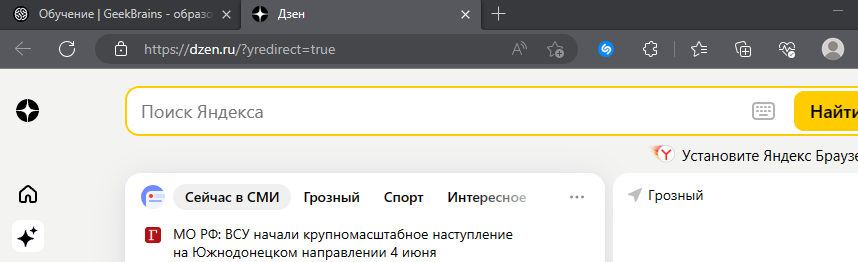 Обучение | GeekBrains - образо
Дзен
https://dzen.ru/?yredirect=true
Поиск Яндекса
Найти
Установите Яндекс Браузе
Сейчас в СМИ
Грозный
Спорт
Интересное
Грозный
МО РФ: ВСУ начали крупномасштабное наступление
на Южнодонецком направлении 4 июня